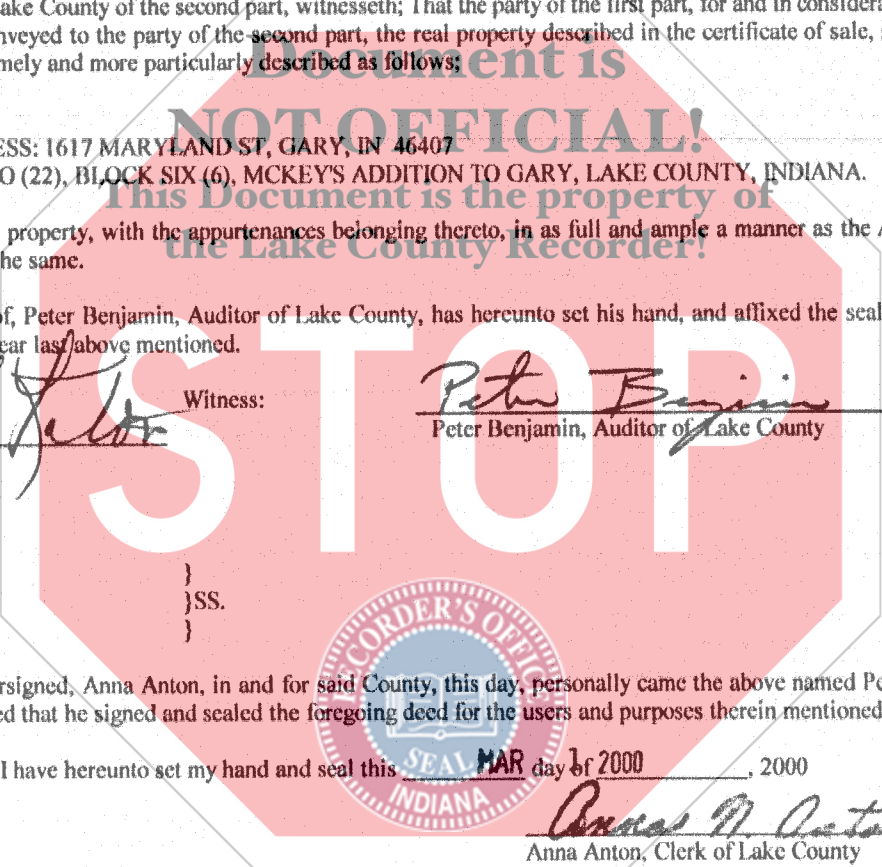 ake County of the second part, witnesseth; That the party of the first part, for and in considera
nveyed to the party of the second part, the real property described in the certificate of sale,
mely and more particularly described as follows;
Document is
NOT OFFICIAL!
This Document is the property of
the Lake County Recorder!
ESS: 1617 MARYLAND ST, GARY, IN 46407
O (22), BLOCK SIX (6), MCKEY'S ADDITION TO GARY, LAKE COUNTY, INDIANA.
property, with the appurtenances belonging thereto, in as full and ample a manner as the A
he same.
of, Peter Benjamin, Auditor of Lake County, has hereunto set his hand, and affixed the seal
ear last above mentioned.
STOP
Witness:
Peter Benjamin
Peter Benjamin, Auditor of Lake County
}
}SS.
}
RECORDER'S OFFIC
SEAL
INDIANA
rsigned, Anna Anton, in and for said County, this day, personally came the above named Pe
ed that he signed and sealed the foregoing deed for the users and purposes therein mentioned
I have hereunto set my hand and seal this MAR day of 1 2000, 2000
Anna N. Anto
Anna Anton, Clerk of Lake County